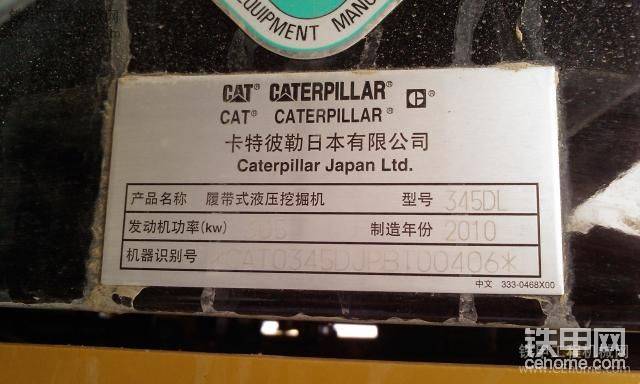 EQUIPMENT MANU
CAT® CATERPILLAR®
CAT® CATERPILLAR® C®
卡特彼勒日本有限公司
Caterpillar Japan Ltd.
产品名称 履带式液压挖掘机 型号 345DL
发动机功率(kw) 制造年份 2010
机器识别号 *CAT0345DJPBT00406*
中文 333-0468X00
铁甲网
cehome.com